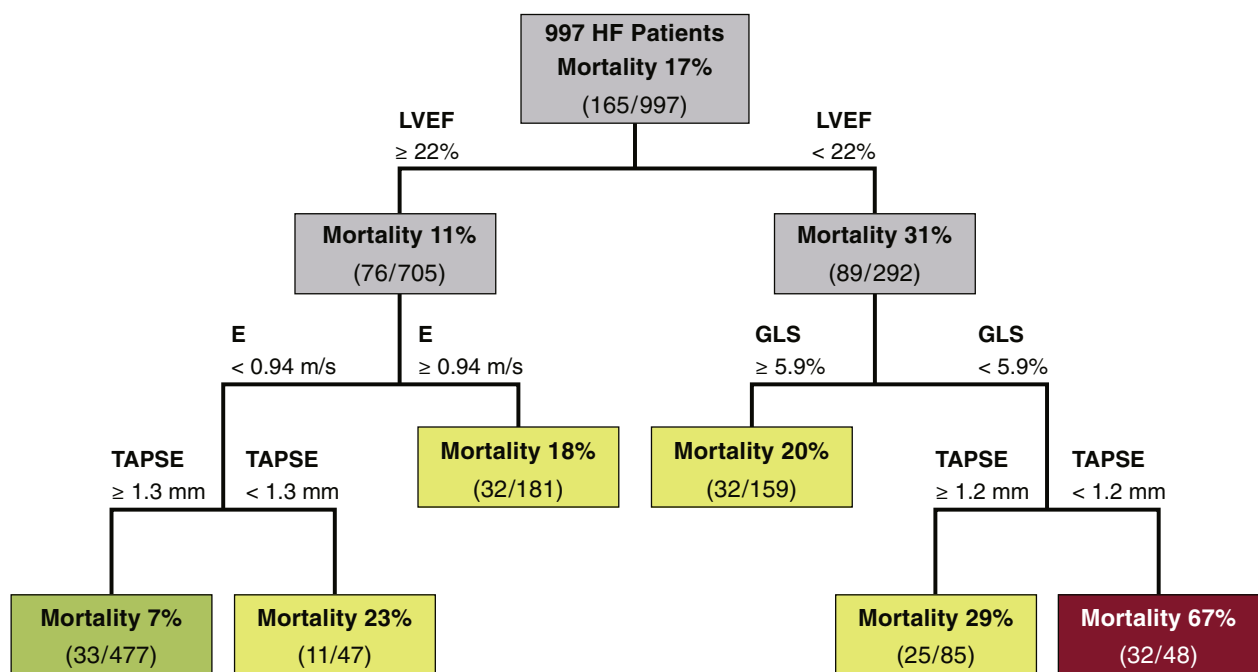 997 HF Patients
Mortality 17%
(165/997)
LVEF
≥ 22%
LVEF
< 22%
Mortality 11%
(76/705)
Mortality 31%
(89/292)
E
< 0.94 m/s
E
≥ 0.94 m/s
GLS
≥ 5.9%
GLS
< 5.9%
Mortality 18%
(32/181)
Mortality 20%
(32/159)
TAPSE
≥ 1.3 mm
TAPSE
< 1.3 mm
TAPSE
≥ 1.2 mm
TAPSE
< 1.2 mm
Mortality 7%
(33/477)
Mortality 23%
(11/47)
Mortality 29%
(25/85)
Mortality 67%
(32/48)